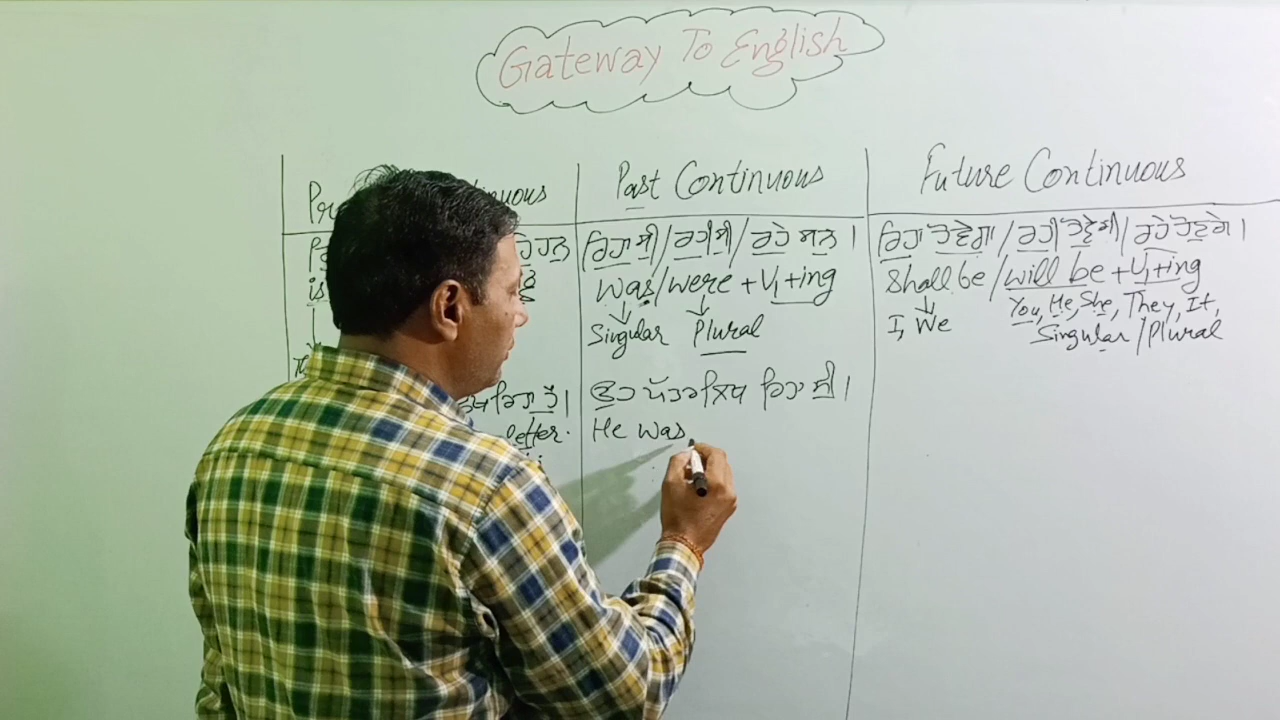 Gateway To English
Past Continuous
Future Continuous
ਰਿਹਾ ਸੀ / ਰਹੀ ਸੀ / ਰਹੇ ਸਨ ।
ਰਿਹਾ ਹੋਵੇਗਾ / ਰਹੀ ਹੋਵੇਗੀ / ਰਹੇ ਹੋਣਗੇ ।
is
was/were + V1+ing
Shall be / will be + V1+ing
Singular Plural
I, We
You, He, She, They, It,
Singular / Plural
ਰਿਹਾ ਹੈ ।
ਉਹ ਪੱਤਰ ਲਿਖ ਰਿਹਾ ਸੀ ।
letter.
He was